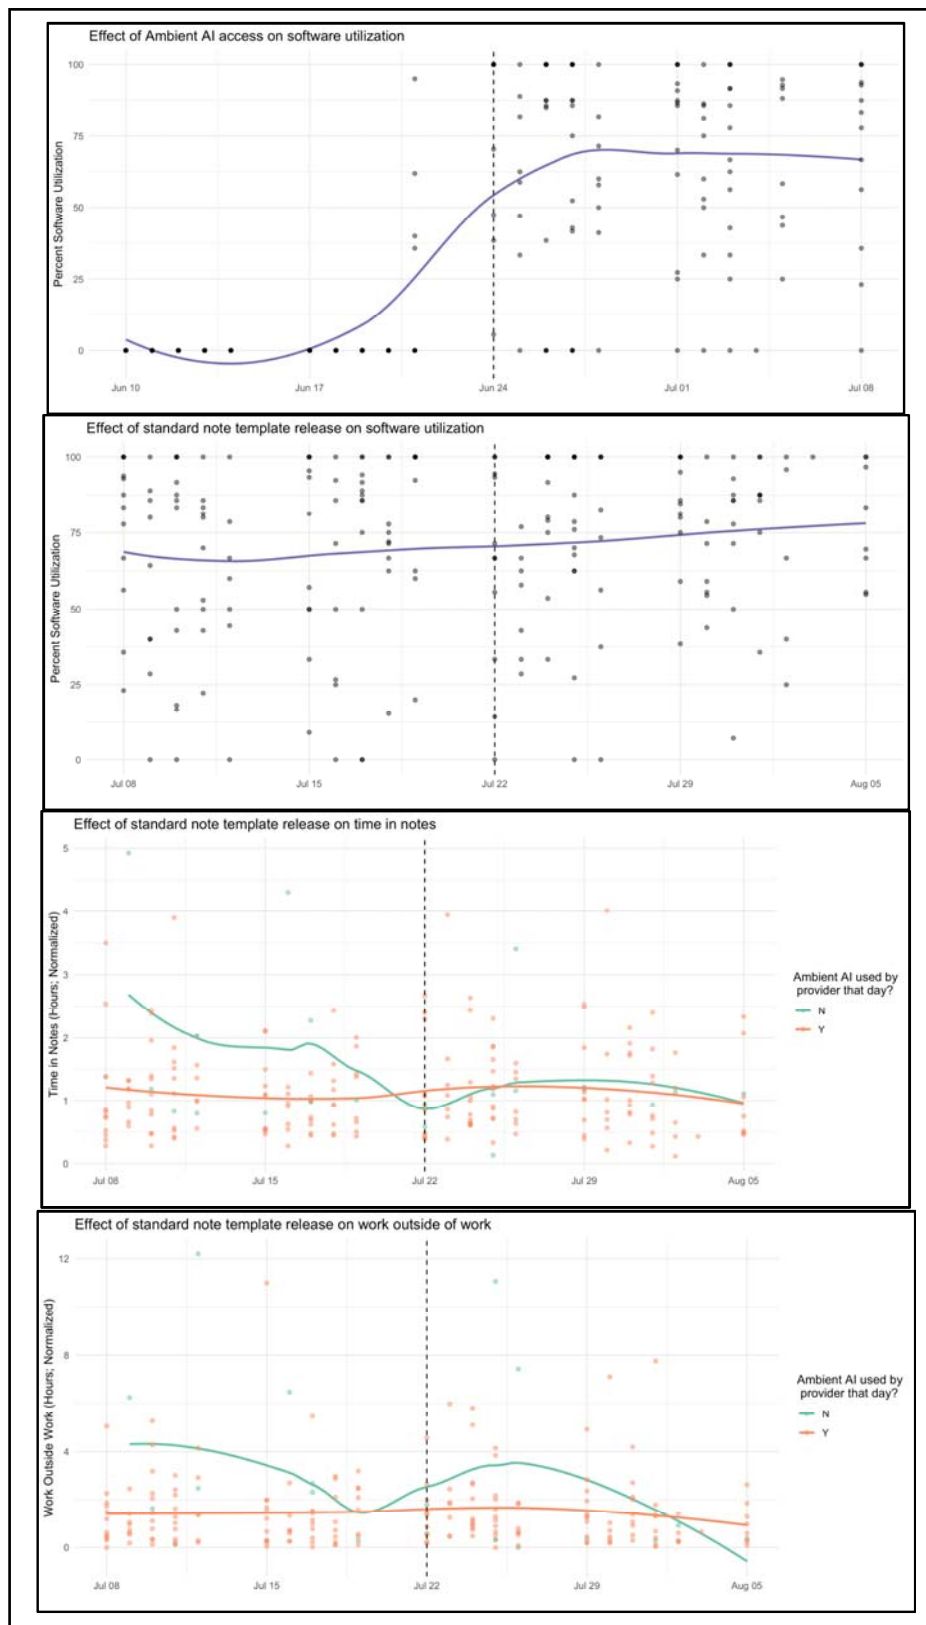 Effect of Ambient AI access on software utilization
Percent Software Utilization
100
75
50
25
0
Jun 10
Jun 17
Jun 24
Jul 01
Jul 08
Effect of standard note template release on software utilization
Percent Software Utilization
100
75
50
25
0
Jul 08
Jul 15
Jul 22
Jul 29
Aug 05
Effect of standard note template release on time in notes
Time in Notes (Hours; Normalized)
5
4
3
2
1
0
Jul 08
Jul 15
Jul 22
Jul 29
Aug 05
Ambient AI used by
provider that day?
N
Y
Effect of standard note template release on work outside of work
Work Outside Work (Hours; Normalized)
12
8
4
0
Jul 08
Jul 15
Jul 22
Jul 29
Aug 05
Ambient AI used by
provider that day?
N
Y